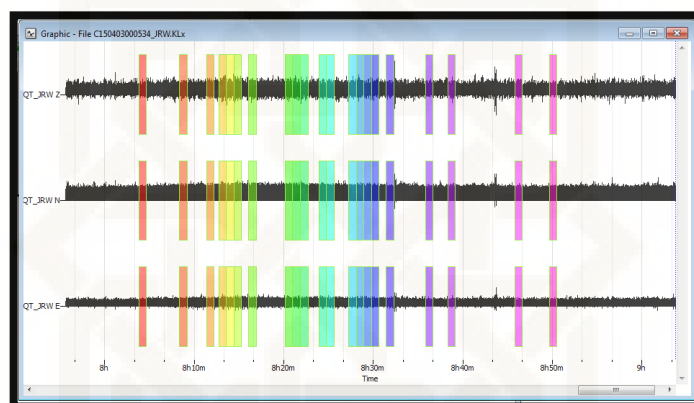 Graphic - File C150403000534_JRW.KLx
QT_JRW Z
QT_JRW N
QT_JRW E
8h 8h10m 8h20m 8h30m 8h40m 8h50m 9h
Time